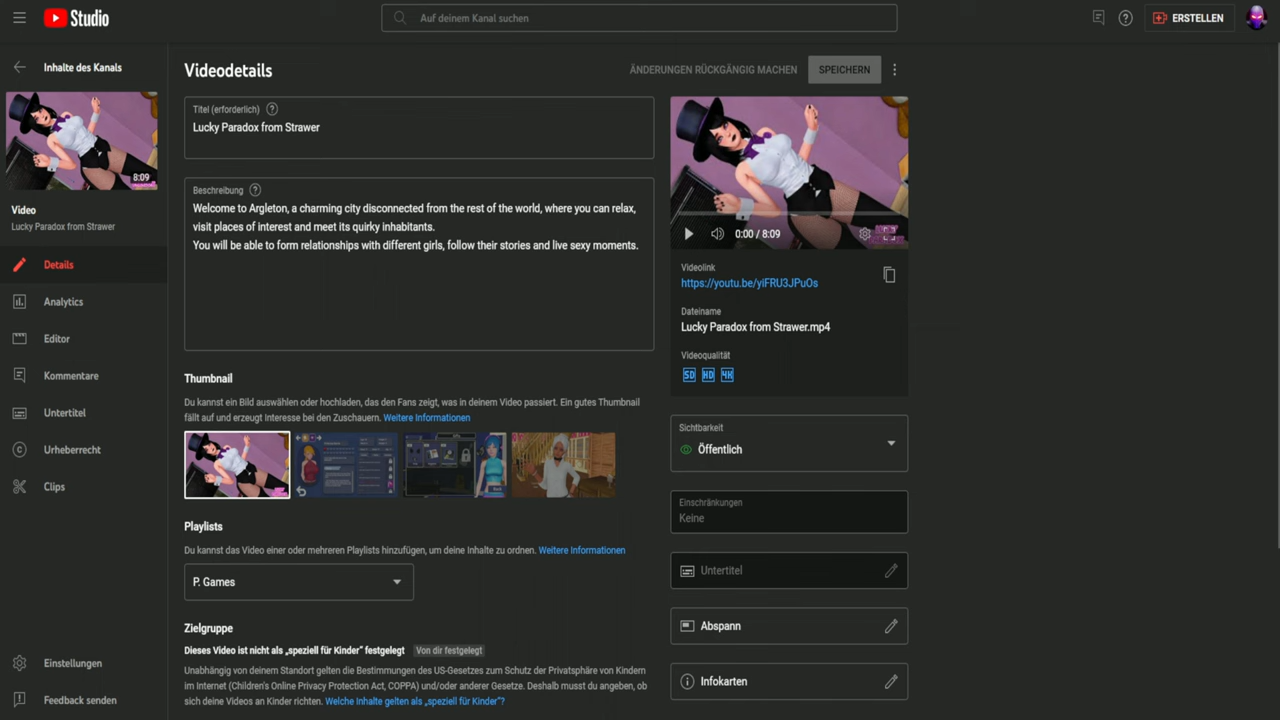 Studio
Auf deinem Kanal suchen
ERSTELLEN
Inhalte des Kanals
8:09
Video
Lucky Paradox from Strawer
Details
Analytics
Editor
Kommentare
Untertitel
Urheberrecht
Clips
Einstellungen
Feedback senden
Videodetails
ÄNDERUNGEN RÜCKGÄNGIG MACHEN
SPEICHERN
Titel (erforderlich)
Lucky Paradox from Strawer
Beschreibung
Welcome to Argleton, a charming city disconnected from the rest of the world, where you can relax,
visit places of interest and meet its quirky inhabitants.
You will be able to form relationships with different girls, follow their stories and live sexy moments.
Thumbnail
Du kannst ein Bild auswählen oder hochladen, das den Fans zeigt, was in deinem Video passiert. Ein gutes Thumbnail
fällt auf und erzeugt Interesse bei den Zuschauern. Weitere Informationen
Playlists
Du kannst das Video einer oder mehreren Playlists hinzufügen, um deine Inhalte zu ordnen. Weitere Informationen
P. Games
Zielgruppe
Dieses Video ist nicht als „speziell für Kinder" festgelegt Von dir festgelegt
Unabhängig von deinem Standort gelten die Bestimmungen des US-Gesetzes zum Schutz der Privatsphäre von Kindern
im Internet (Children's Online Privacy Protection Act, COPPA) und/oder anderer Gesetze. Deshalb musst du angeben, ob
sich deine Videos an Kinder richten. Welche Inhalte gelten als „speziell für Kinder"?
0:00 / 8:09
Videolink
https://youtu.be/yiFRU3JPuOs
Dateiname
Lucky Paradox from Strawer.mp4
Videoqualität
SD HD 4K
Sichtbarkeit
Öffentlich
Einschränkungen
Keine
Untertitel
Abspann
Infokarten